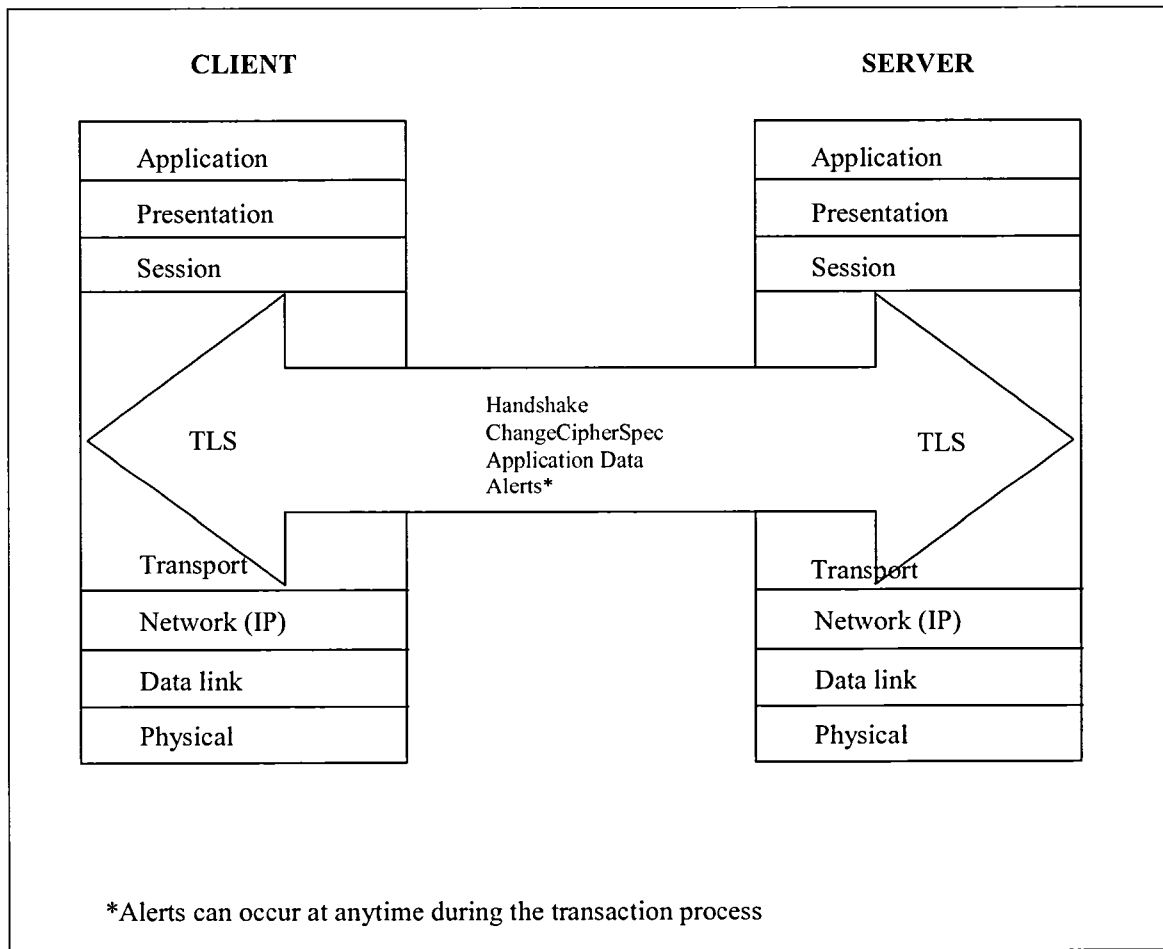 CLIENT
SERVER
Application
Presentation
Session
TLS
Transport
Network (IP)
Data link
Physical
Handshake
ChangeCipherSpec
Application Data
Alerts*
Application
Presentation
Session
TLS
Transport
Network (IP)
Data link
Physical
*Alerts can occur at anytime during the transaction process